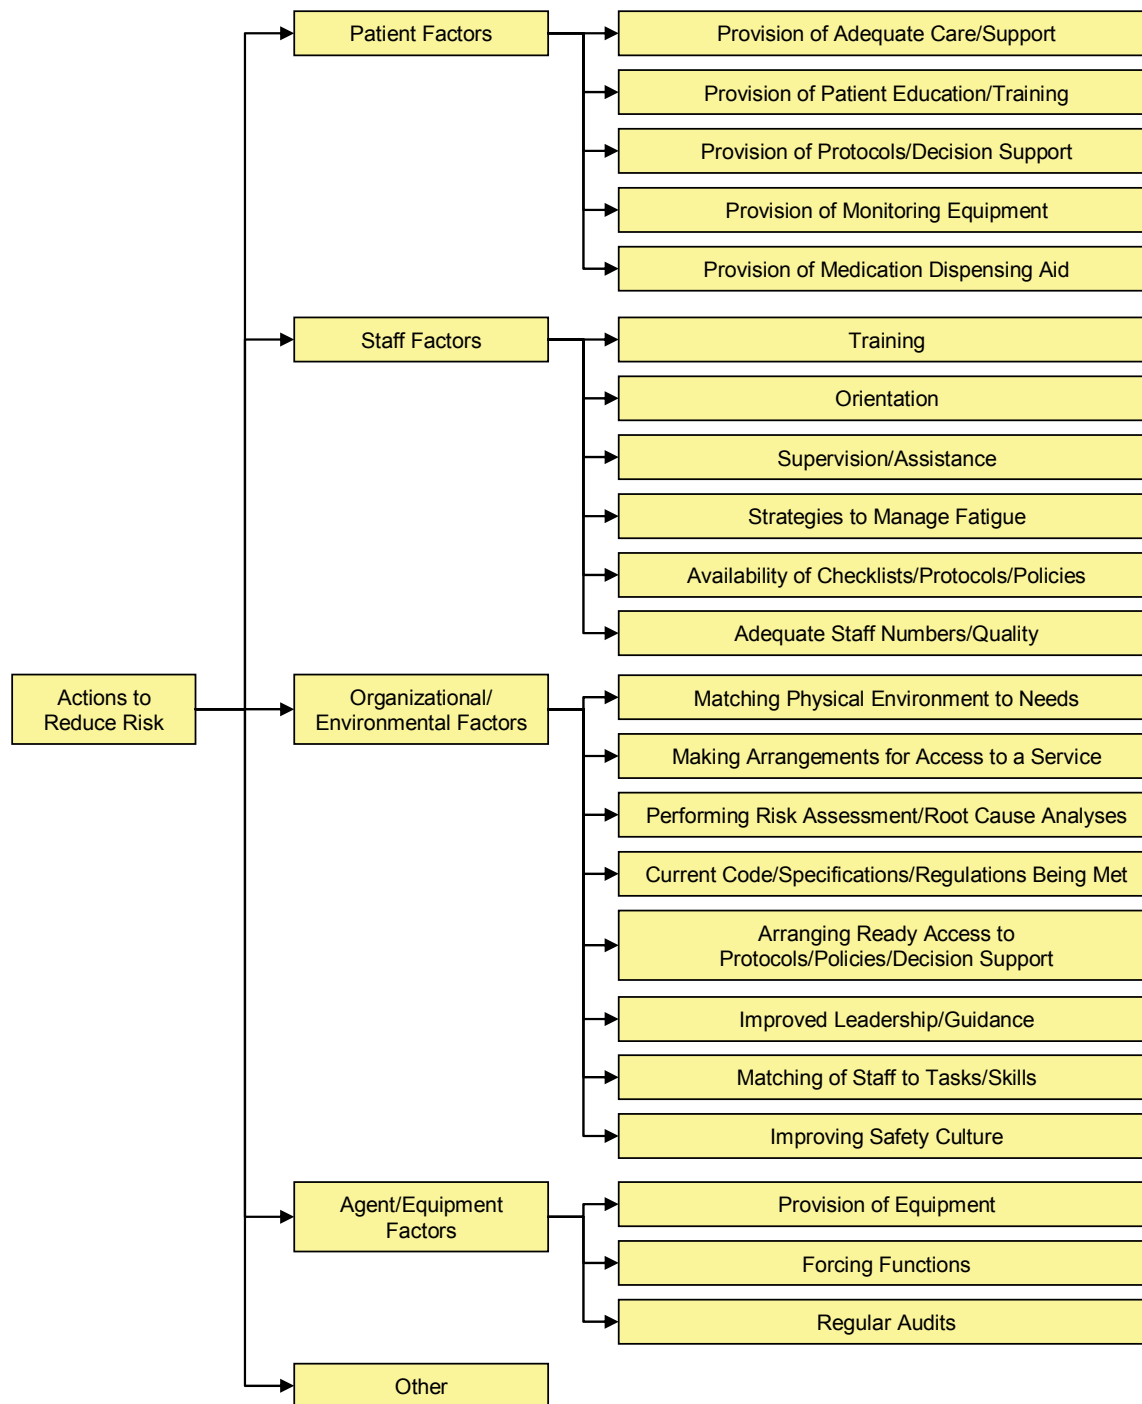 Patient Factors
Provision of Adequate Care/Support
Provision of Patient Education/Training
Provision of Protocols/Decision Support
Provision of Monitoring Equipment
Provision of Medication Dispensing Aid
Staff Factors
Training
Orientation
Supervision/Assistance
Strategies to Manage Fatigue
Availability of Checklists/Protocols/Policies
Adequate Staff Numbers/Quality
Actions to
Reduce Risk
Organizational/
Environmental Factors
Matching Physical Environment to Needs
Making Arrangements for Access to a Service
Performing Risk Assessment/Root Cause Analyses
Current Code/Specifications/Regulations Being Met
Arranging Ready Access to
Protocols/Policies/Decision Support
Improved Leadership/Guidance
Matching of Staff to Tasks/Skills
Improving Safety Culture
Agent/Equipment
Factors
Provision of Equipment
Forcing Functions
Regular Audits
Other